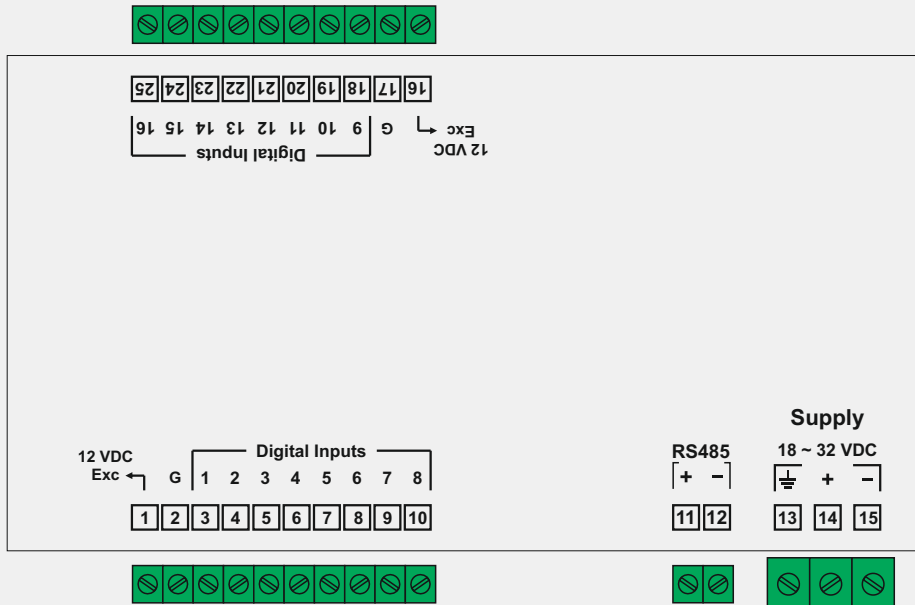 25 24 23 22 21 20 19 18 17 16
16 15 14 13 12 11 10 9 G Exc
Digital Inputs 12 VDC
Supply
12 VDC Digital Inputs RS485 18 ~ 32 VDC
Exc G 1 2 3 4 5 6 7 8 + − + −
1 2 3 4 5 6 7 8 9 10 11 12 13 14 15